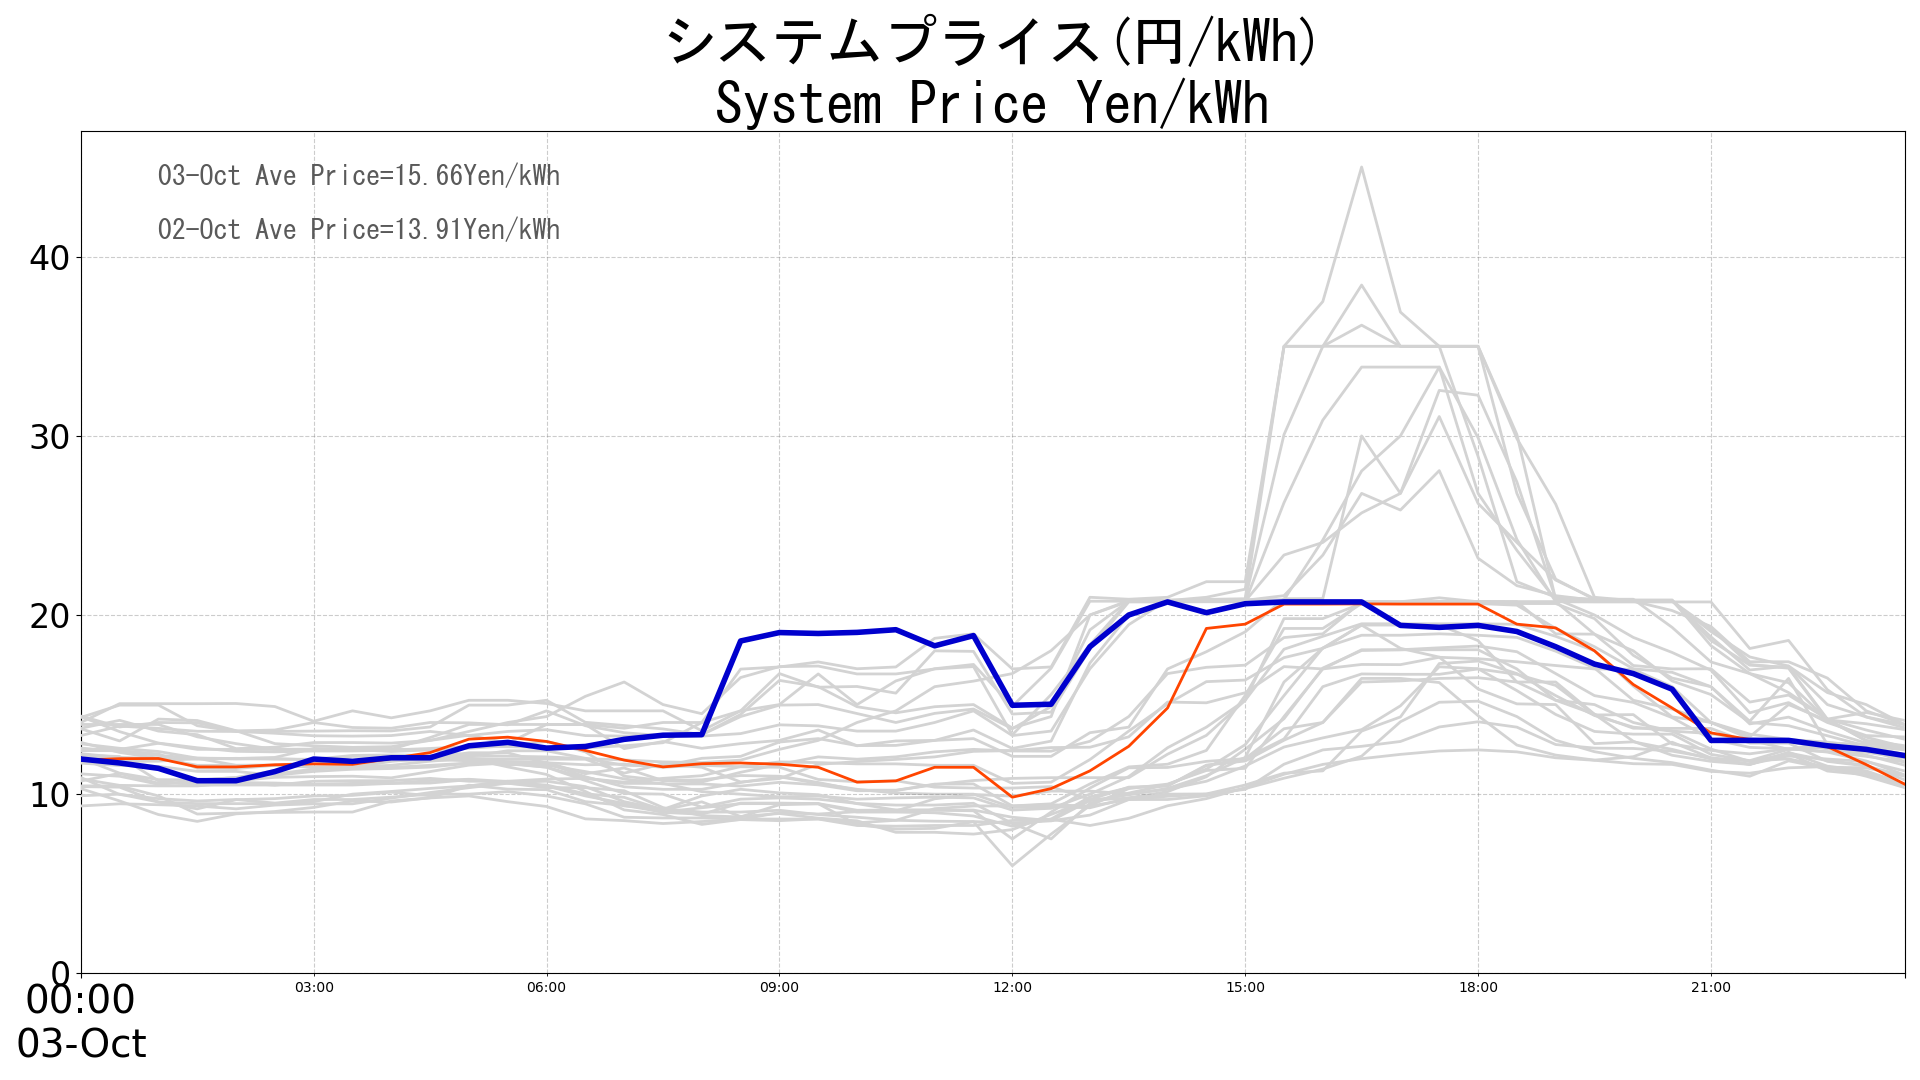 システムプライス(円/kWh)
System Price Yen/kWh
03-Oct Ave Price=15.66Yen/kWh
02-Oct Ave Price=13.91Yen/kWh
40
30
20
10
0
00:00 03:00 06:00 09:00 12:00 15:00 18:00 21:00
03-Oct